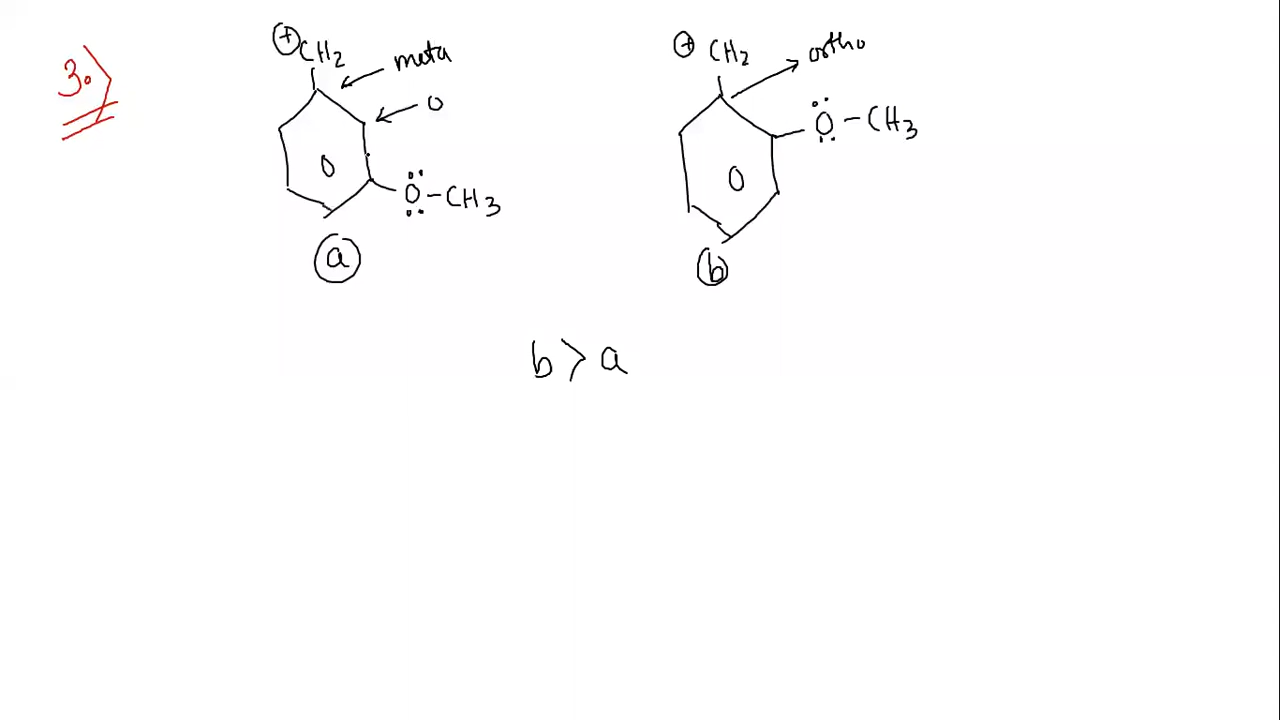 3.)
⊕CH2
meta
O
O
Ö-CH3
a
⊕ CH2
ortho
O
Ö-CH3
b
b > a